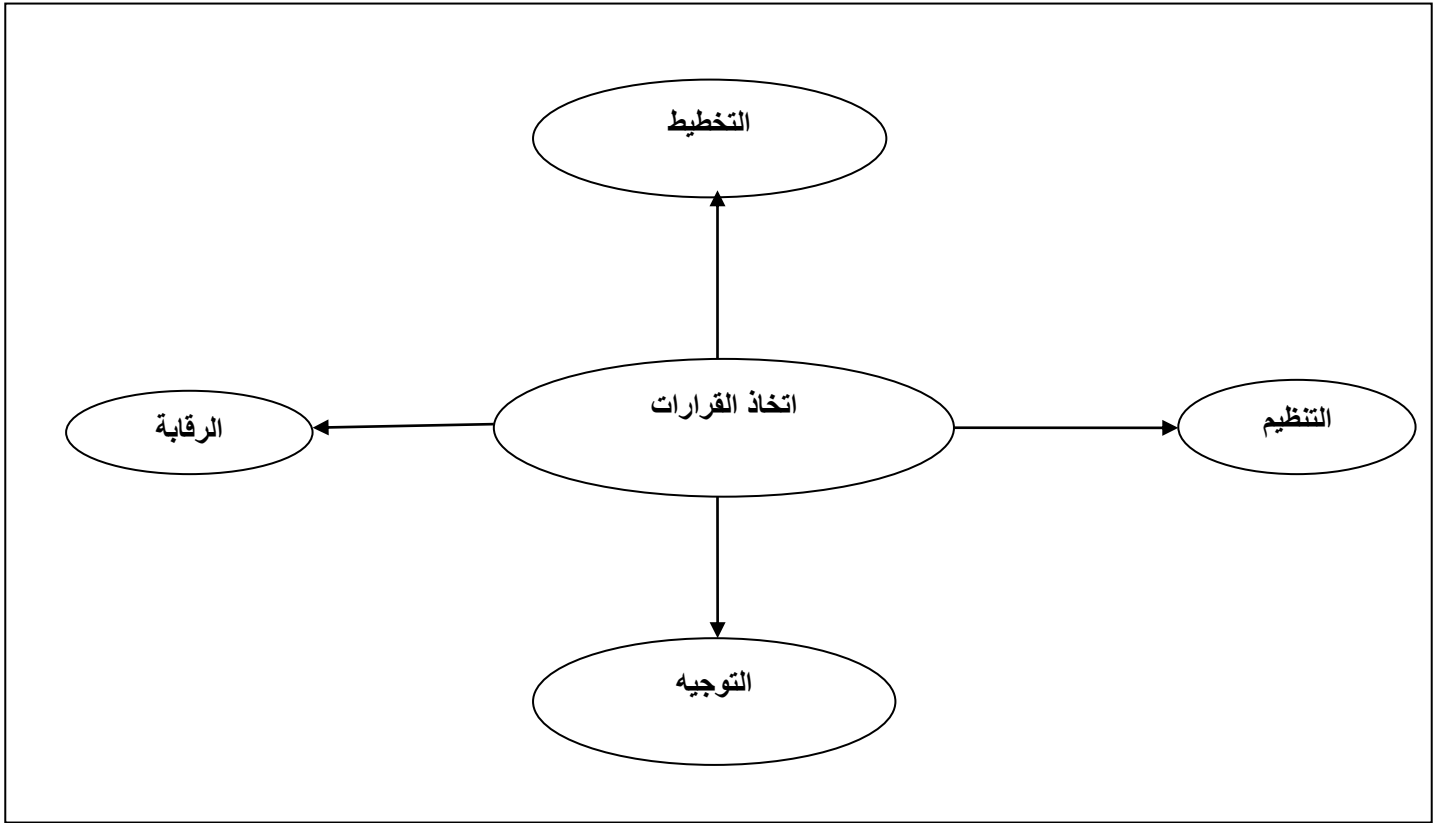 التخطيط
اتخاذ القرارات
التنظيم
الرقابة
التوجيه